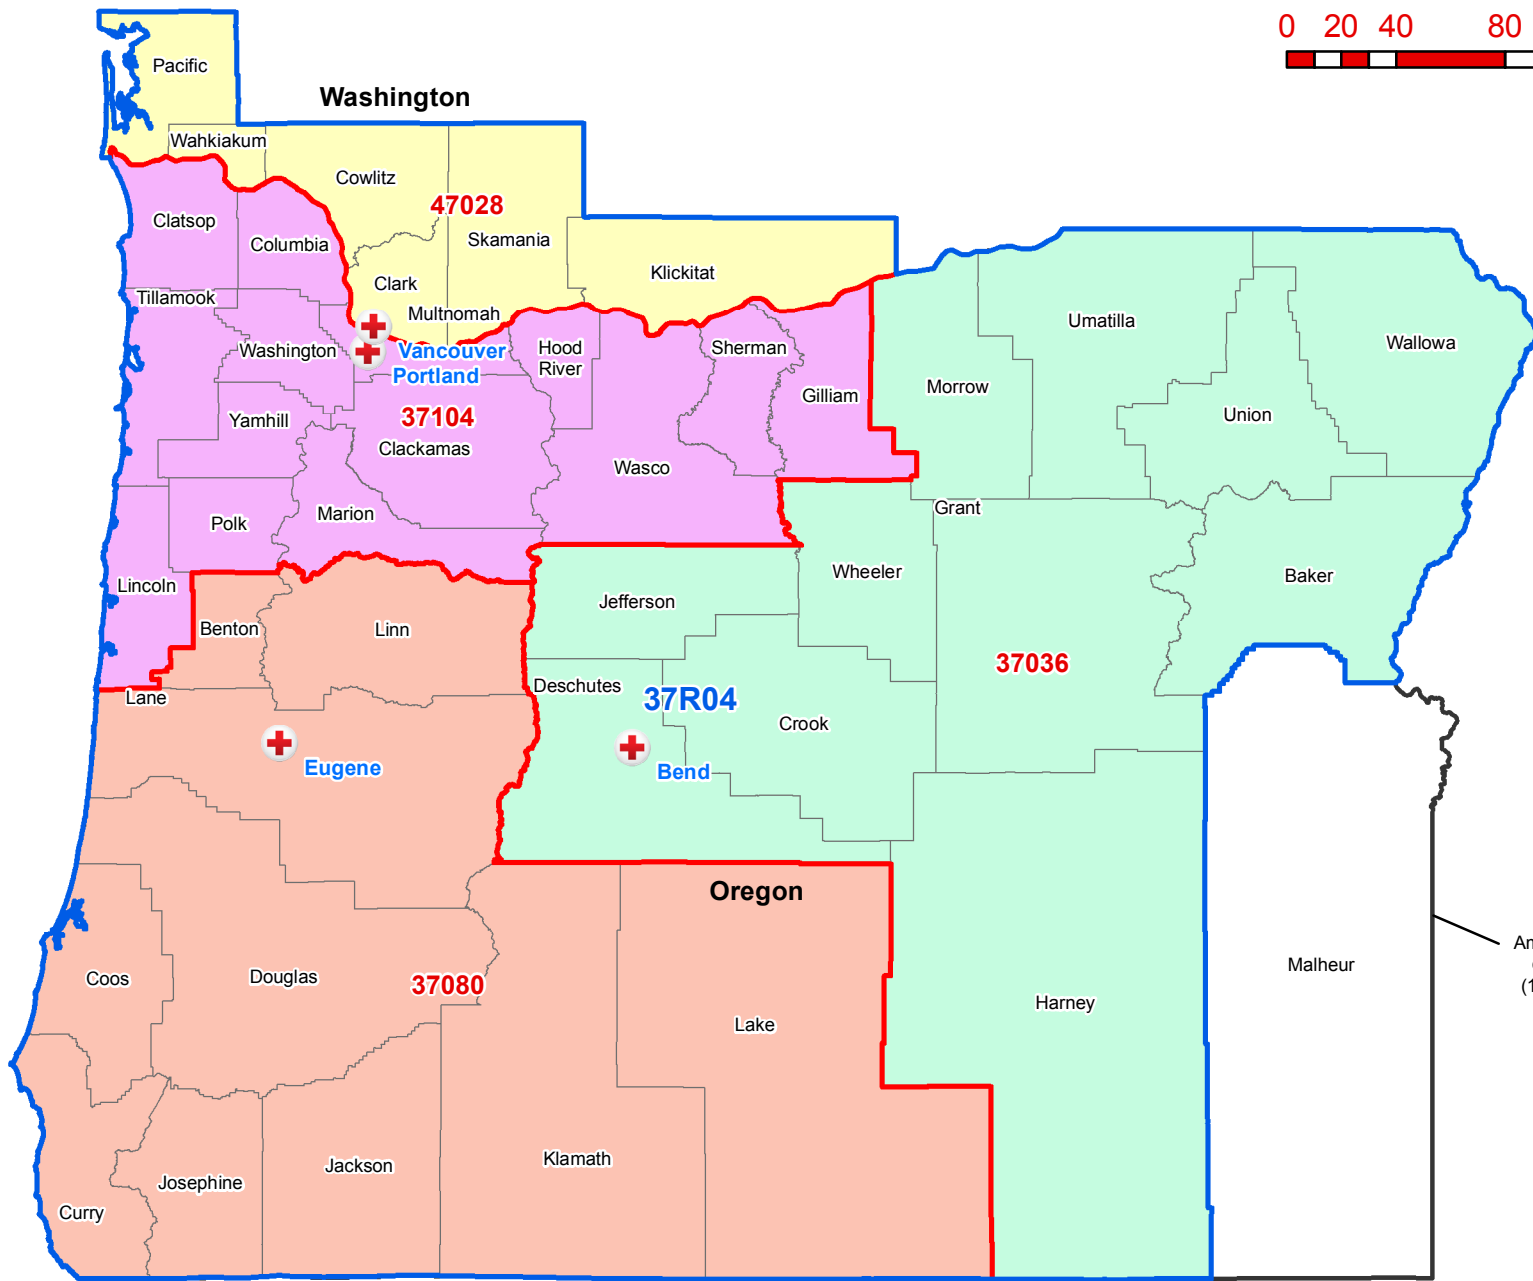 0 20 40 80
Pacific
Washington
Wahkiakum
Cowlitz
47028
Clatsop
Columbia
Skamania
Klickitat
Clark
Tillamook
Multnomah
Umatilla
Wallowa
Washington
Vancouver
Hood
River
Sherman
Portland
Morrow
Gilliam
Union
Yamhill
37104
Clackamas
Wasco
Grant
Polk
Marion
Wheeler
Baker
Lincoln
Jefferson
Benton
Linn
37036
Deschutes
Lane
37R04
Crook
Eugene
Bend
Oregon
An
(1
Malheur
Coos
Douglas
37080
Harney
Lake
Klamath
Jackson
Josephine
Curry